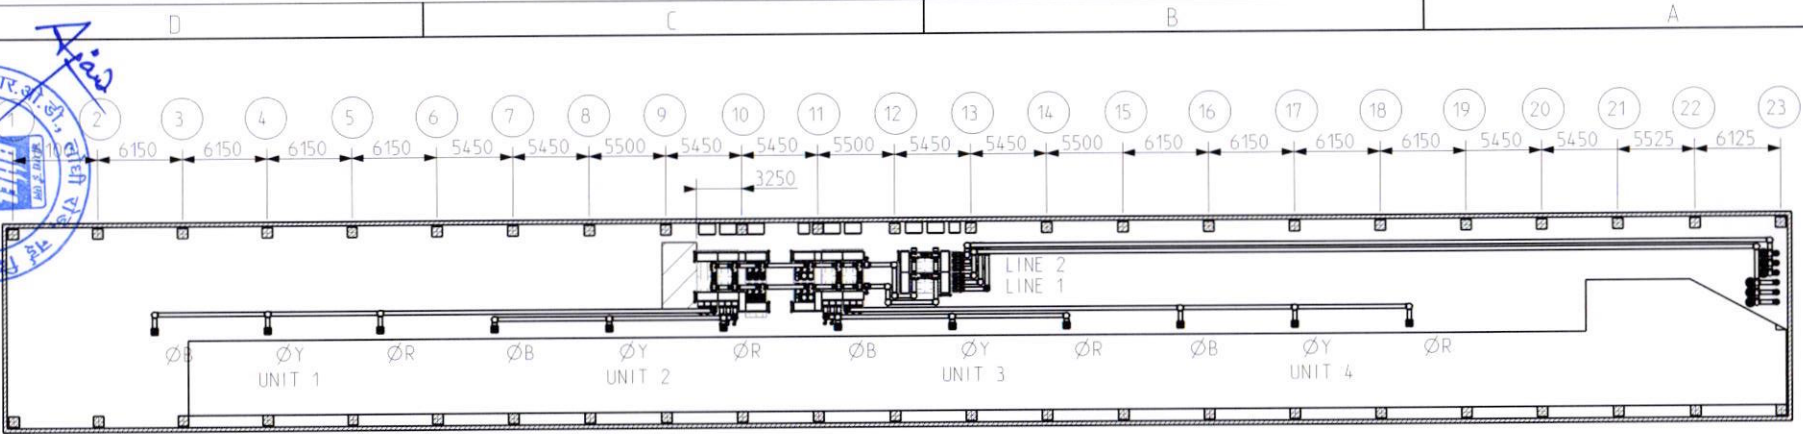 D C B A
2 3 4 5 6 7 8 9 10 11 12 13 14 15 16 17 18 19 20 21 22 23
6150 6150 6150 6150 5450 5450 5500 5450 5450 5500 5450 5450 5500 6150 6150 6150 6150 5450 5450 5525 6125
3250
LINE 2
LINE 1
ØB ØY ØR ØB ØY ØR ØB ØY ØR ØB ØY ØR
UNIT 1 UNIT 2 UNIT 3 UNIT 4